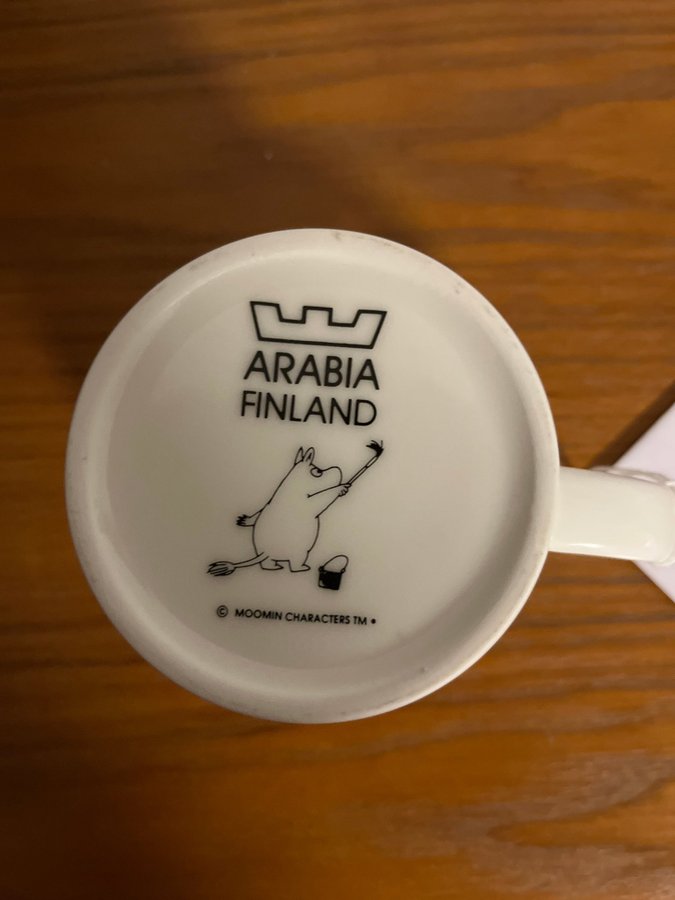 ARABIA
FINLAND
© MOOMIN CHARACTERS TM •